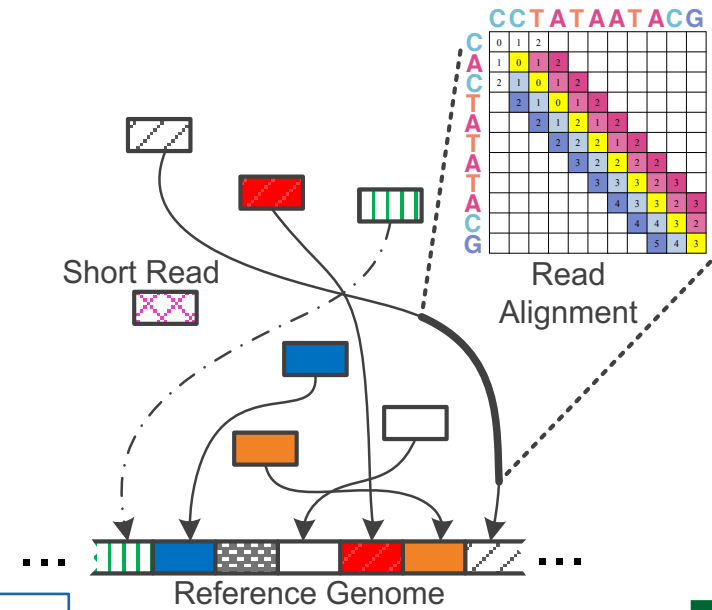 CCTATAATACG
C 0 1 2
A 1 0 1 2
C 2 1 0 1 2
T 2 1 0 1 2
A 2 1 2 1 2
T 2 2 2 1 2
A 3 2 2 2 2
T 3 3 3 2 3
A 4 3 3 2 3
C 4 4 3 2
G 5 4 3
Short Read
Read
Alignment
... ...
Reference Genome